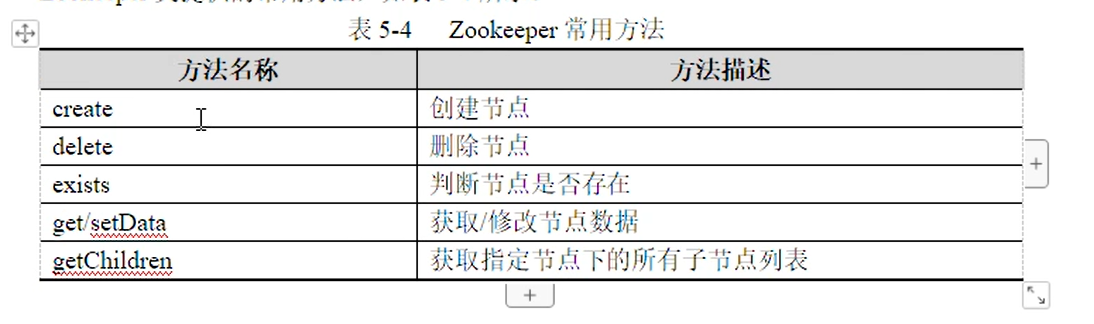 表 5-4 Zookeeper 常用方法
方法名称 方法描述
create 创建节点
delete 删除节点
exists 判断节点是否存在
get/setData 获取/修改节点数据
getChildren 获取指定节点下的所有子节点列表